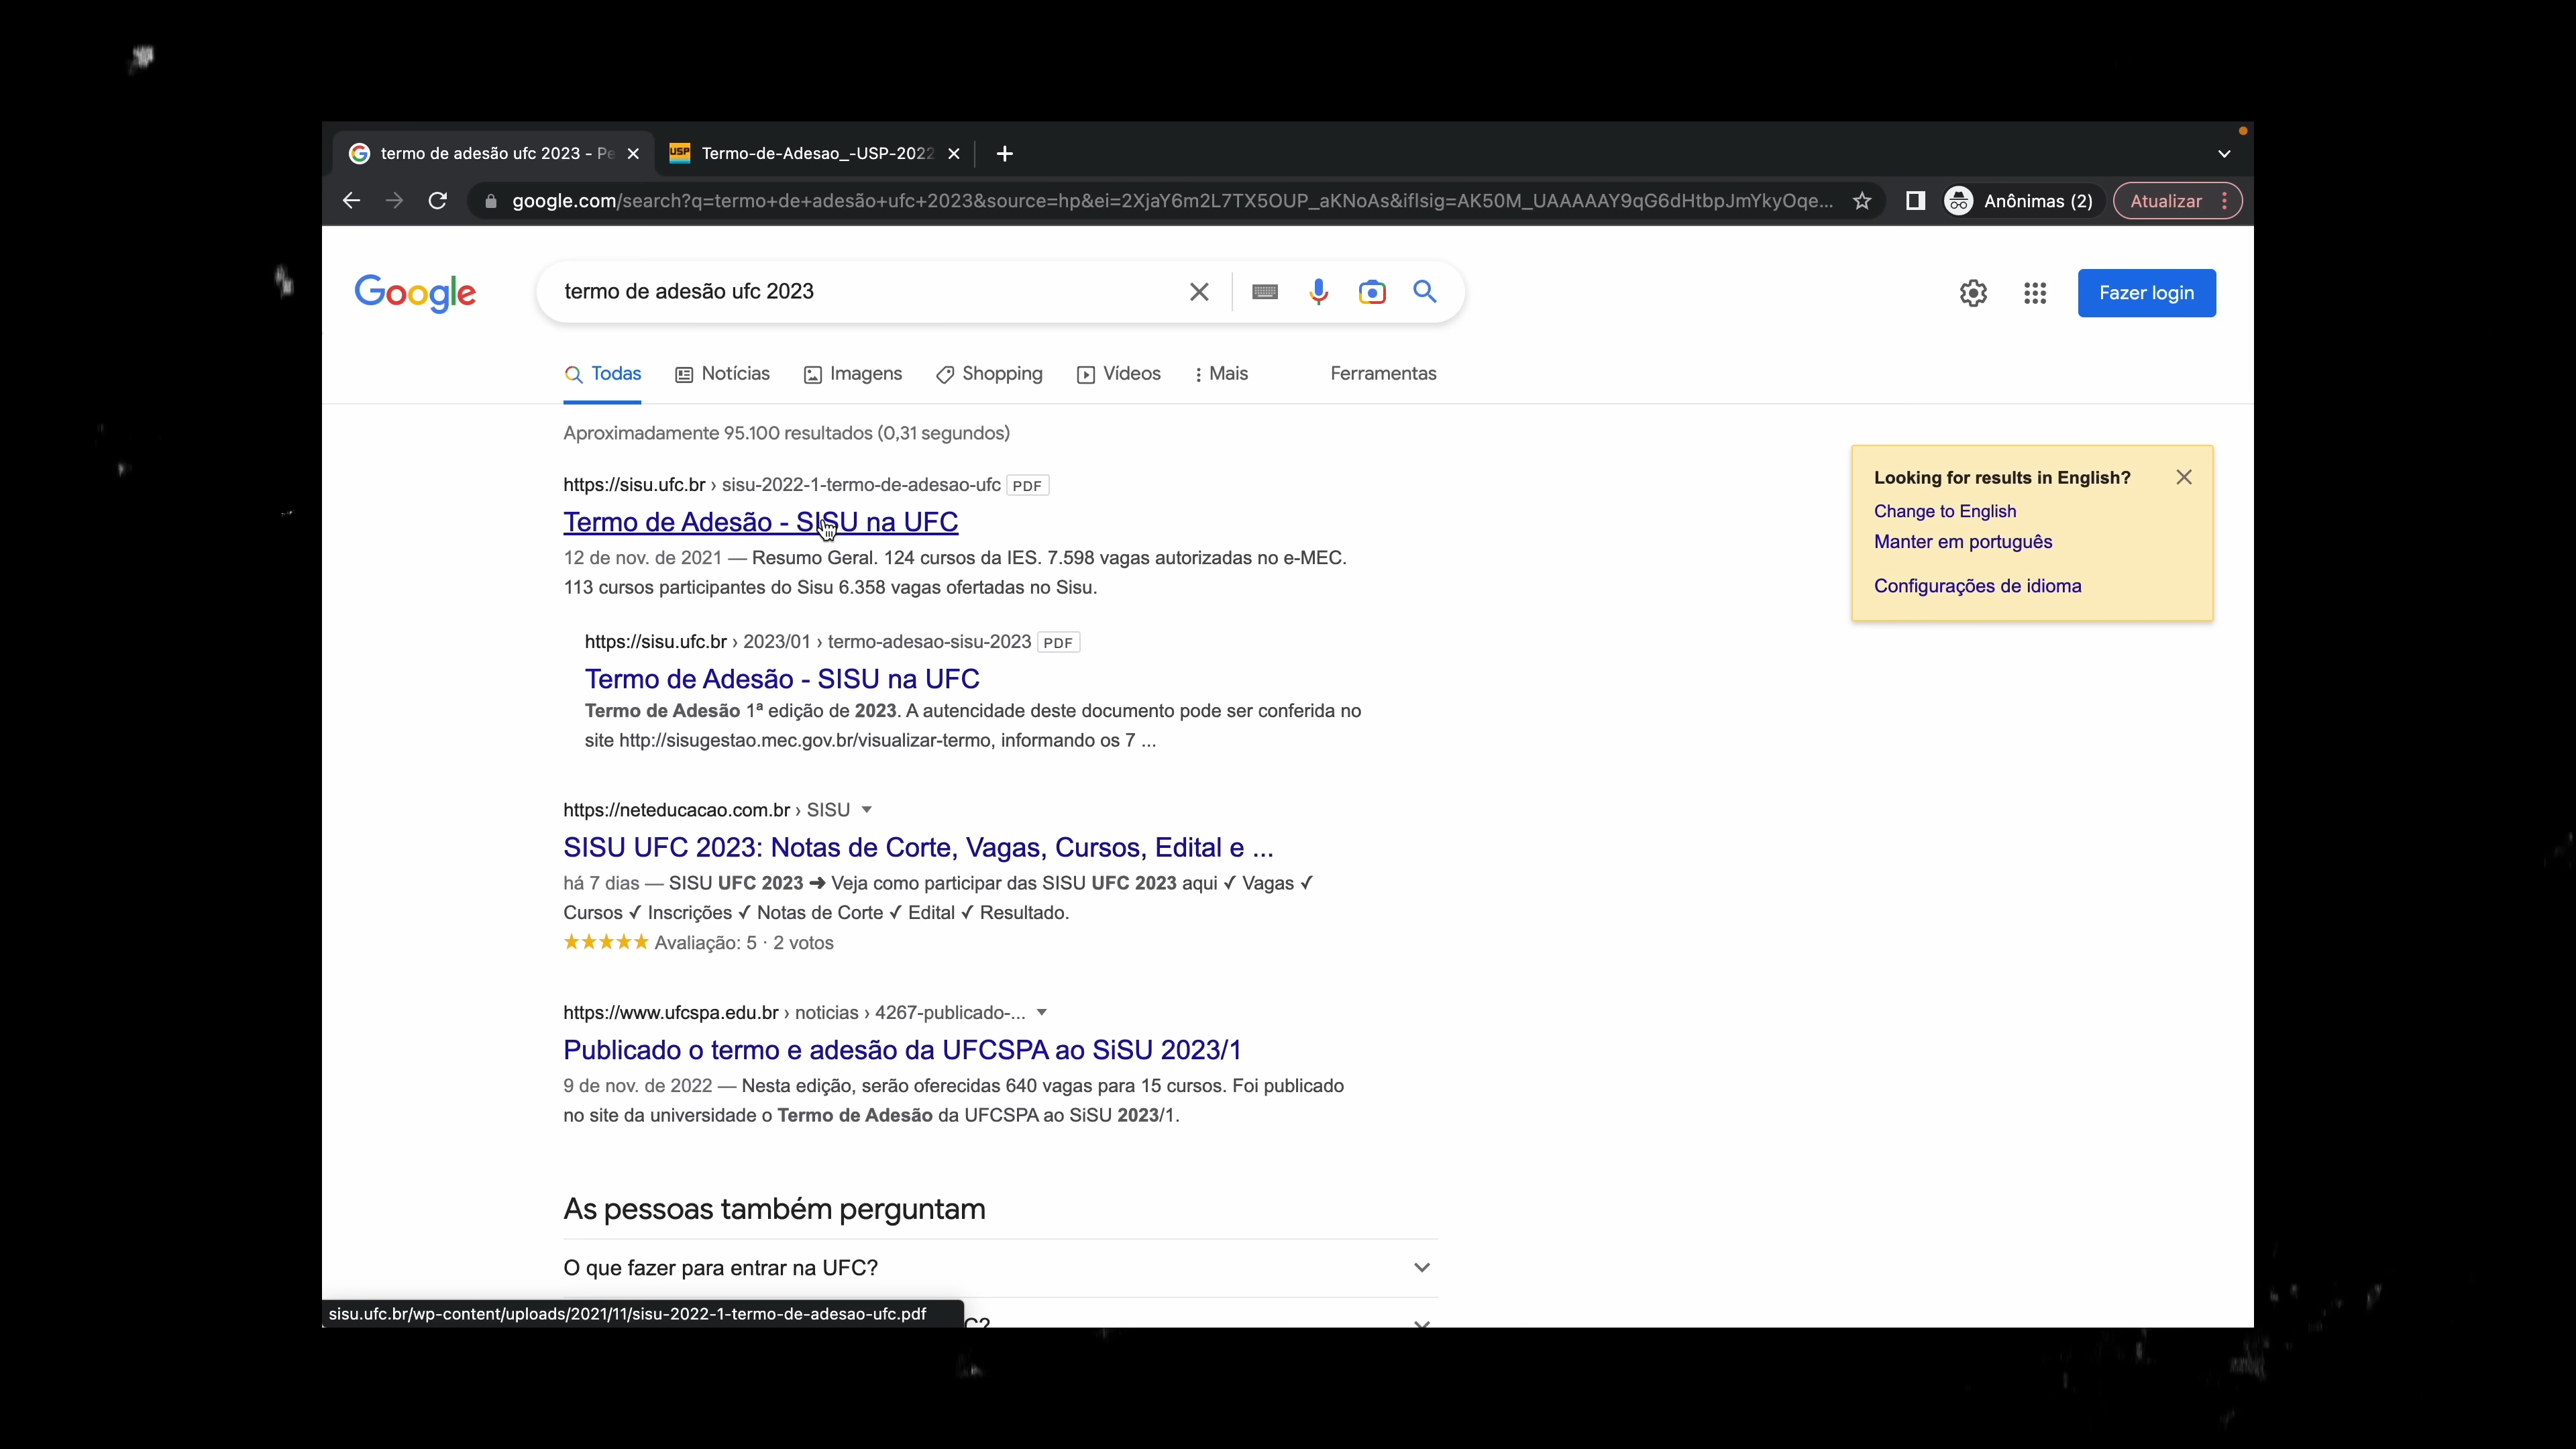 termo de adesão ufc 2023 - Pe
Termo-de-Adesao_-USP-2022
google.com/search?q=termo+de+adesão+ufc+2023&source=hp&ei=2XjaY6m2L7TX5OUP_aKNoAs&iflsig=AK50M_UAAAAAY9qG6dHtbpJmYkyOqe...
Anônimas (2)
Atualizar
Google
termo de adesão ufc 2023
Fazer login
Todas
Notícias
Imagens
Shopping
Vídeos
Mais
Ferramentas
Aproximadamente 95.100 resultados (0,31 segundos)
https://sisu.ufc.br › sisu-2022-1-termo-de-adesao-ufc PDF
Termo de Adesão - SISU na UFC
12 de nov. de 2021 — Resumo Geral. 124 cursos da IES. 7.598 vagas autorizadas no e-MEC.
113 cursos participantes do Sisu 6.358 vagas ofertadas no Sisu.
https://sisu.ufc.br › 2023/01 › termo-adesao-sisu-2023 PDF
Termo de Adesão - SISU na UFC
Termo de Adesão 1ª edição de 2023. A autencidade deste documento pode ser conferida no
site http://sisugestao.mec.gov.br/visualizar-termo, informando os 7 ...
https://neteducacao.com.br › SISU
SISU UFC 2023: Notas de Corte, Vagas, Cursos, Edital e ...
há 7 dias — SISU UFC 2023 ➜ Veja como participar das SISU UFC 2023 aqui ✓ Vagas ✓
Cursos ✓ Inscrições ✓ Notas de Corte ✓ Edital ✓ Resultado.
★★★★★ Avaliação: 5 · 2 votos
https://www.ufcspa.edu.br › noticias › 4267-publicado-...
Publicado o termo e adesão da UFCSPA ao SiSU 2023/1
9 de nov. de 2022 — Nesta edição, serão oferecidas 640 vagas para 15 cursos. Foi publicado
no site da universidade o Termo de Adesão da UFCSPA ao SiSU 2023/1.
As pessoas também perguntam
O que fazer para entrar na UFC?
sisu.ufc.br/wp-content/uploads/2021/11/sisu-2022-1-termo-de-adesao-ufc.pdf
Looking for results in English?
Change to English
Manter em português
Configurações de idioma
USP